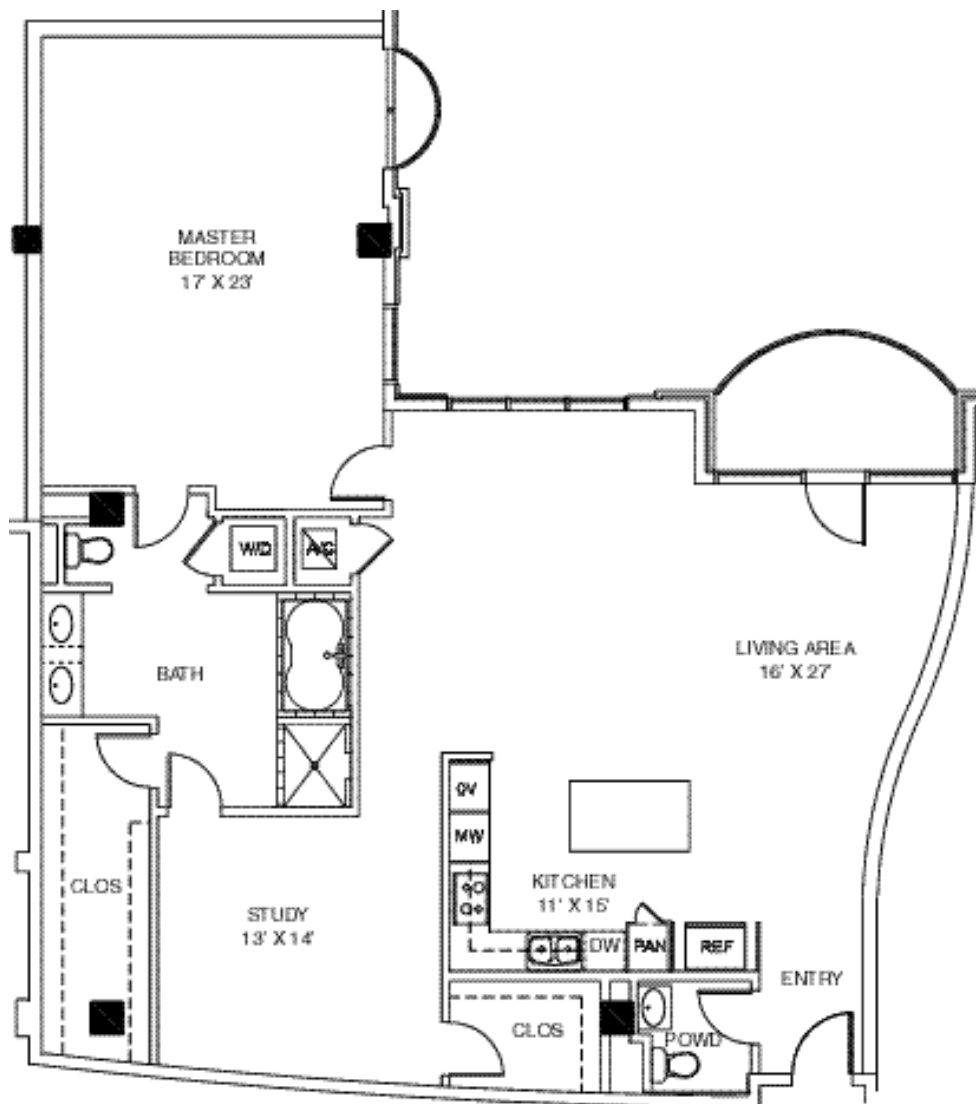 MASTER
BEDROOM
17' X 23'
W/D
A/C
LIVING AREA
16' X 27'
BATH
OV
MW
KITCHEN
11' X 15'
CLOS
STUDY
13' X 14'
DW
PAN
REF
ENTRY
CLOS
POWD